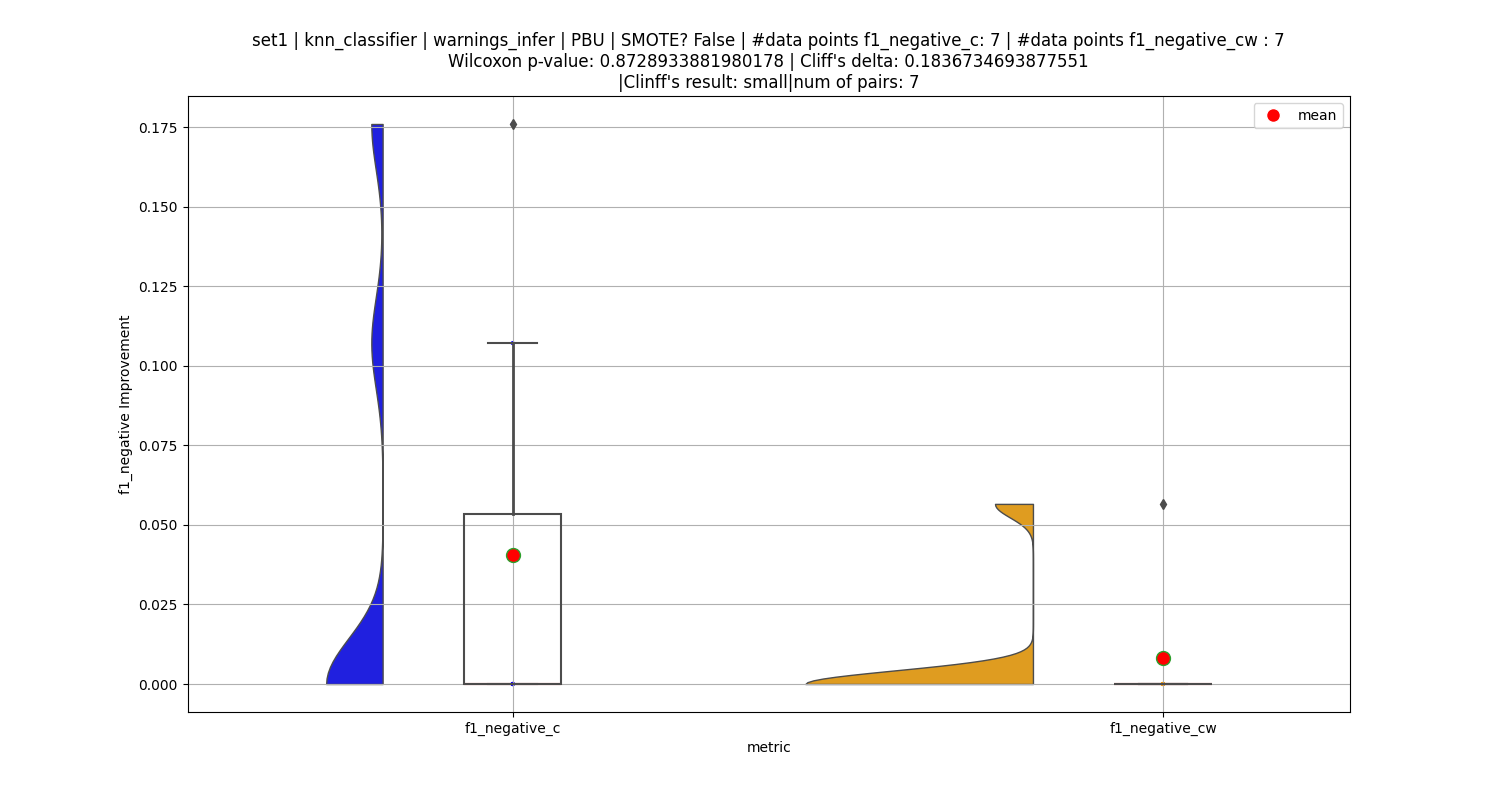 set1 | knn_classifier | warnings_infer | PBU | SMOTE? False | #data points f1_negative_c: 7 | #data points f1_negative_cw : 7
Wilcoxon p-value: 0.8728933881980178 | Cliff's delta: 0.1836734693877551
|Clinff's result: small|num of pairs: 7
mean
0.175
0.150
0.125
0.100
0.075
0.050
0.025
0.000
f1_negative Improvement
f1_negative_c
f1_negative_cw
metric